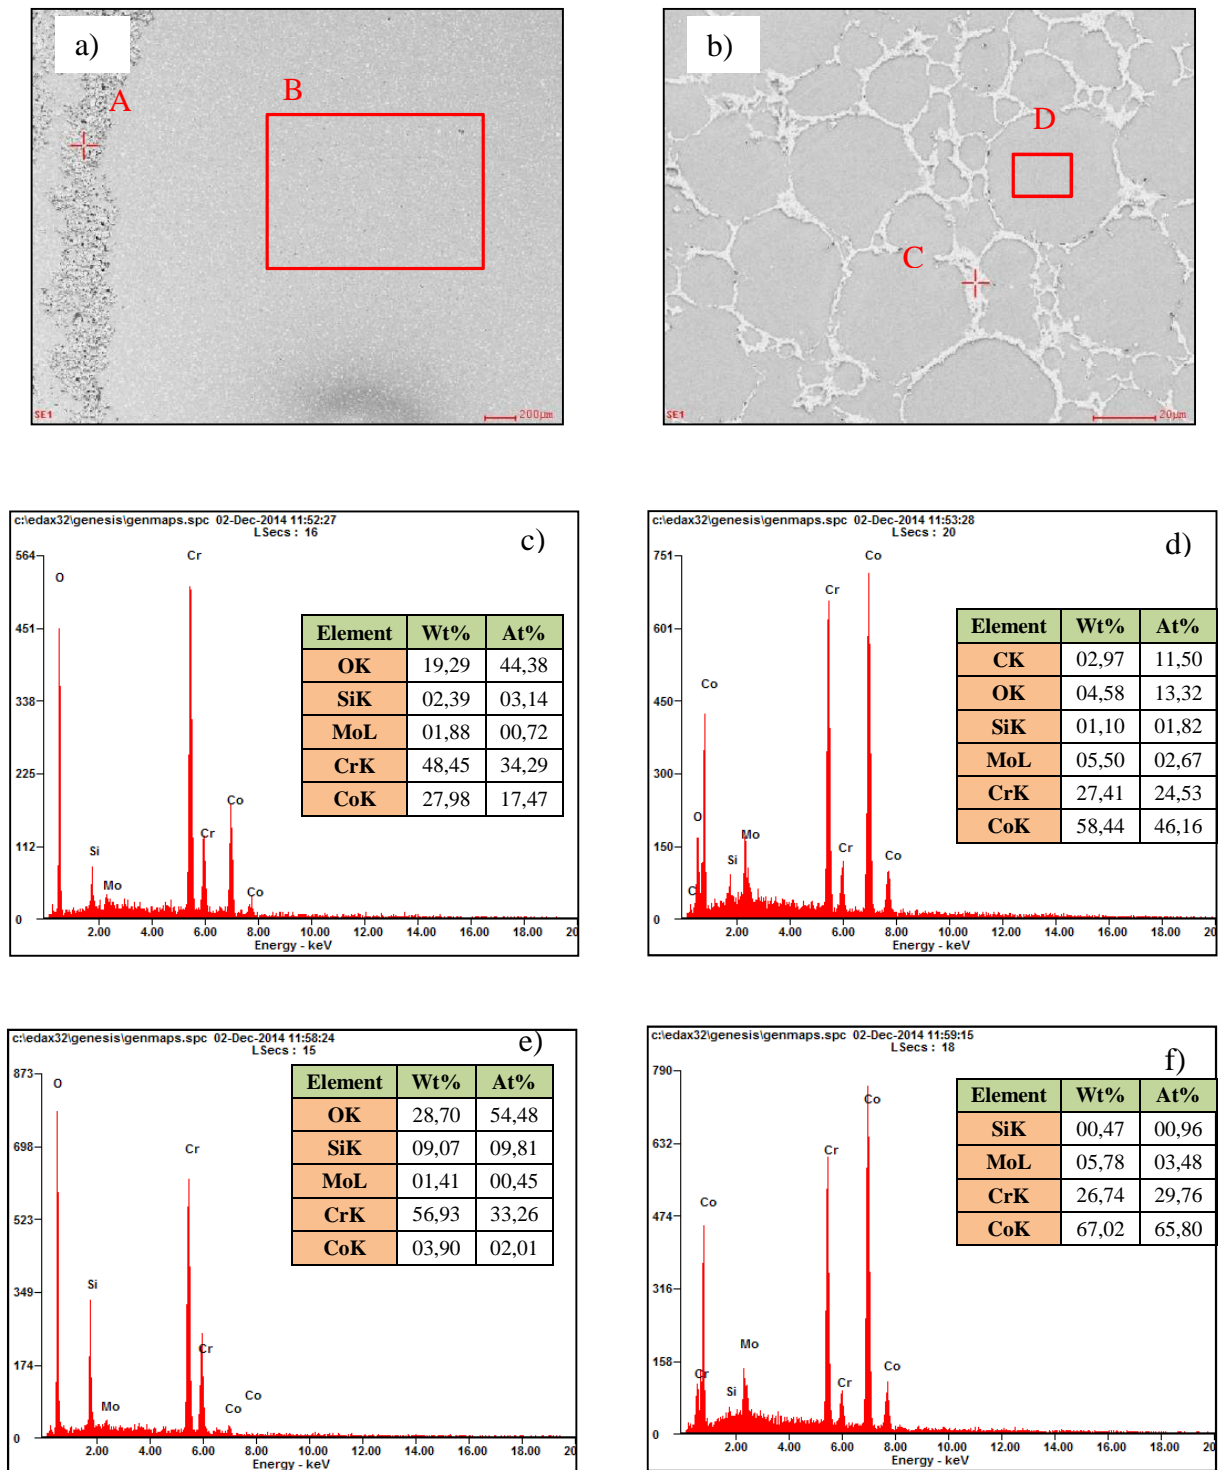 a)
A
B
SE1
200µm
b)
D
C
SE1
20µm
c:\edax32\genesis\genmaps.spc 02-Dec-2014 11:52:27
LSecs : 16
c)
564
451
338
225
112
0
O
Si
Mo
Cr
Cr
Co
Co
Element Wt% At%
OK 19,29 44,38
SiK 02,39 03,14
MoL 01,88 00,72
CrK 48,45 34,29
CoK 27,98 17,47
2.00 4.00 6.00 8.00 10.00 12.00 14.00 16.00 18.00 20
Energy - keV
c:\edax32\genesis\genmaps.spc 02-Dec-2014 11:53:28
LSecs : 20
d)
751
601
450
300
150
0
C
O
Co
Si
Mo
Cr
Cr
Co
Co
Element Wt% At%
CK 02,97 11,50
OK 04,58 13,32
SiK 01,10 01,82
MoL 05,50 02,67
CrK 27,41 24,53
CoK 58,44 46,16
2.00 4.00 6.00 8.00 10.00 12.00 14.00 16.00 18.00 20
Energy - keV
c:\edax32\genesis\genmaps.spc 02-Dec-2014 11:58:24
LSecs : 15
e)
873
698
523
349
174
0
O
Si
Mo
Cr
Cr
Co
Co
Element Wt% At%
OK 28,70 54,48
SiK 09,07 09,81
MoL 01,41 00,45
CrK 56,93 33,26
CoK 03,90 02,01
2.00 4.00 6.00 8.00 10.00 12.00 14.00 16.00 18.00 20
Energy - keV
c:\edax32\genesis\genmaps.spc 02-Dec-2014 11:59:15
LSecs : 18
f)
790
632
474
316
158
0
Cr
Co
Si
Mo
Cr
Cr
Co
Co
Element Wt% At%
SiK 00,47 00,96
MoL 05,78 03,48
CrK 26,74 29,76
CoK 67,02 65,80
2.00 4.00 6.00 8.00 10.00 12.00 14.00 16.00 18.00 20
Energy - keV